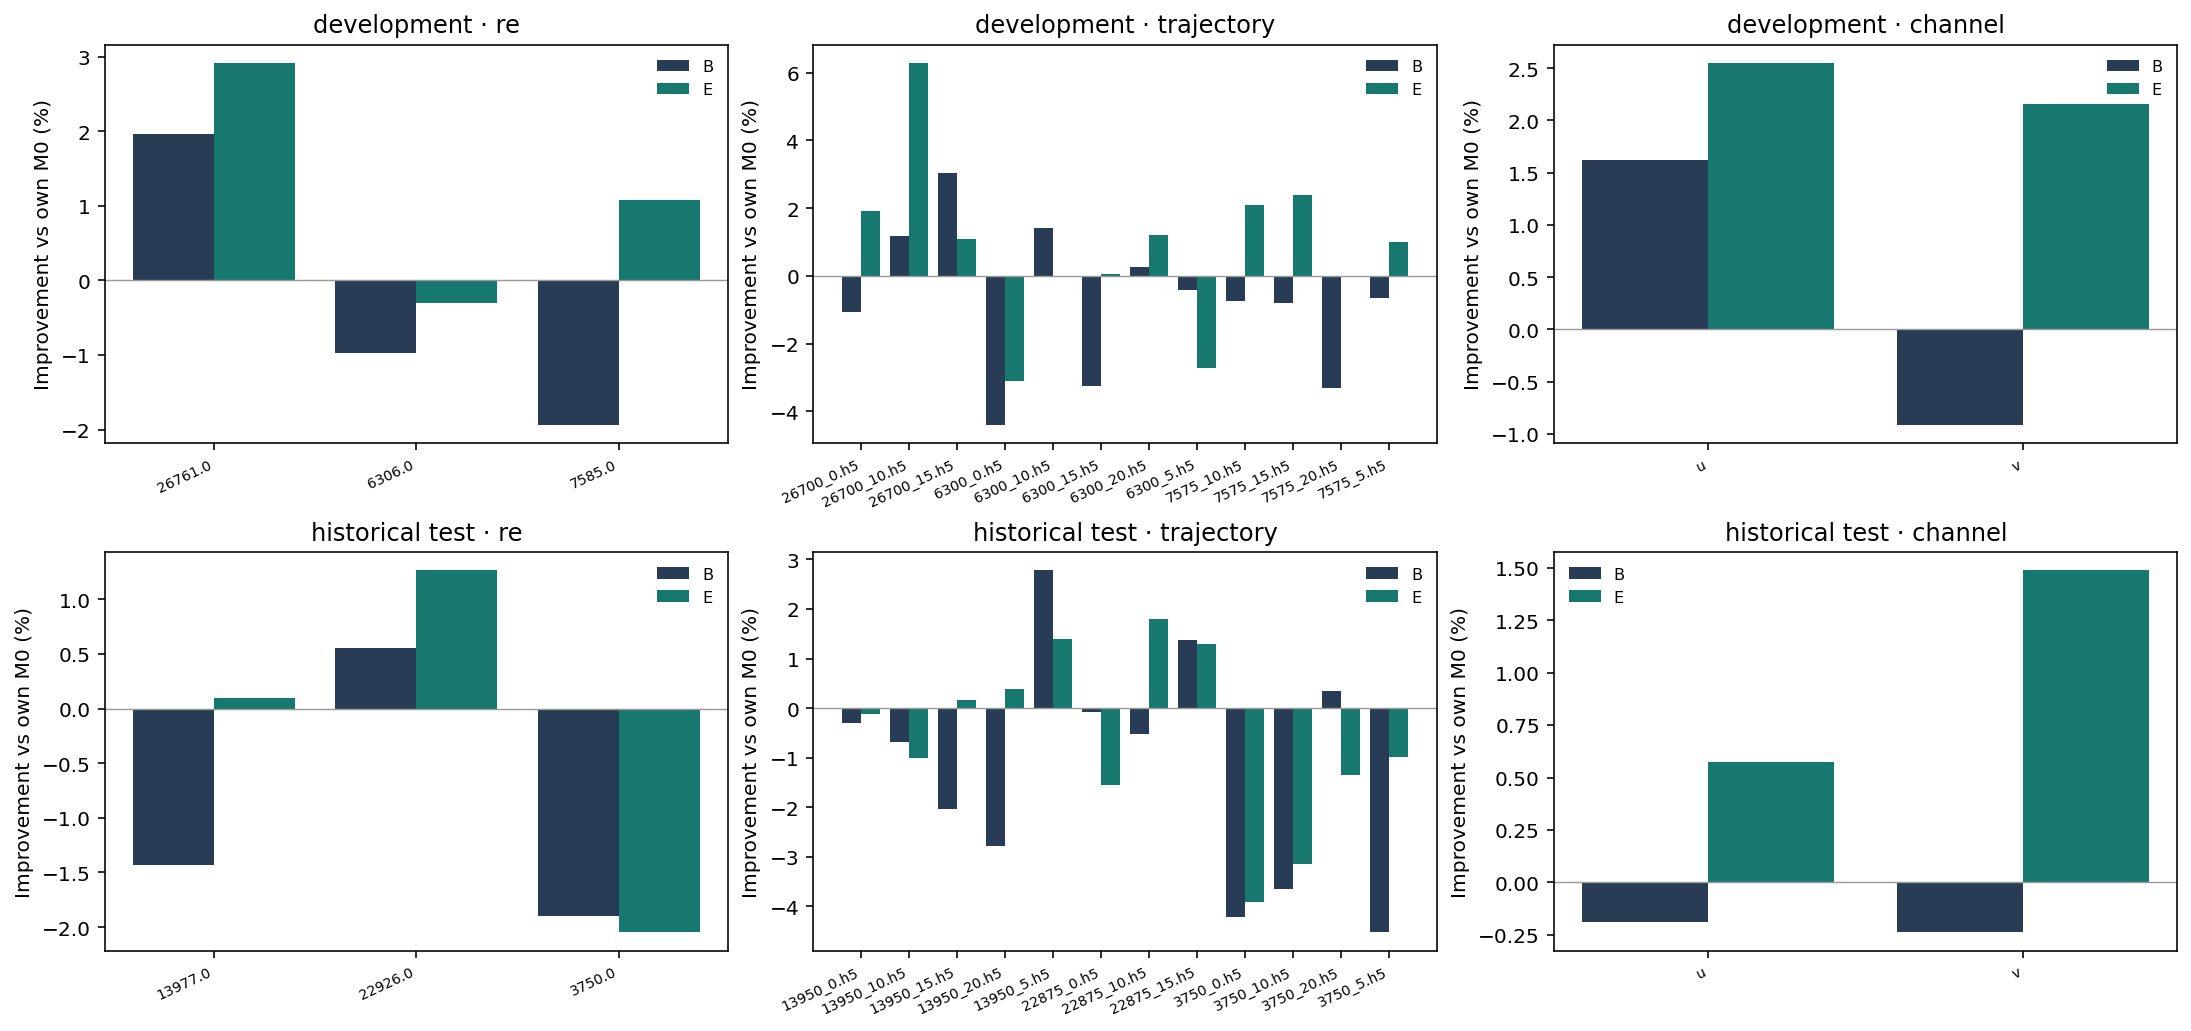 development · re
Improvement vs own M0 (%)
3
2
1
0
−1
−2
B
E
26761.0
6306.0
7585.0
development · trajectory
Improvement vs own M0 (%)
6
4
2
0
−2
−4
B
E
26700_0.h5
26700_10.h5
26700_15.h5
6300_0.h5
6300_10.h5
6300_15.h5
6300_20.h5
6300_5.h5
7575_10.h5
7575_15.h5
7575_20.h5
7575_5.h5
development · channel
Improvement vs own M0 (%)
2.5
2.0
1.5
1.0
0.5
0.0
−0.5
−1.0
B
E
u
v
historical test · re
Improvement vs own M0 (%)
1.0
0.5
0.0
−0.5
−1.0
−1.5
−2.0
B
E
13977.0
22926.0
3750.0
historical test · trajectory
Improvement vs own M0 (%)
3
2
1
0
−1
−2
−3
−4
B
E
13950_0.h5
13950_10.h5
13950_15.h5
13950_20.h5
13950_5.h5
22875_0.h5
22875_10.h5
22875_15.h5
3750_0.h5
3750_10.h5
3750_20.h5
3750_5.h5
historical test · channel
Improvement vs own M0 (%)
1.50
1.25
1.00
0.75
0.50
0.25
0.00
−0.25
B
E
u
v